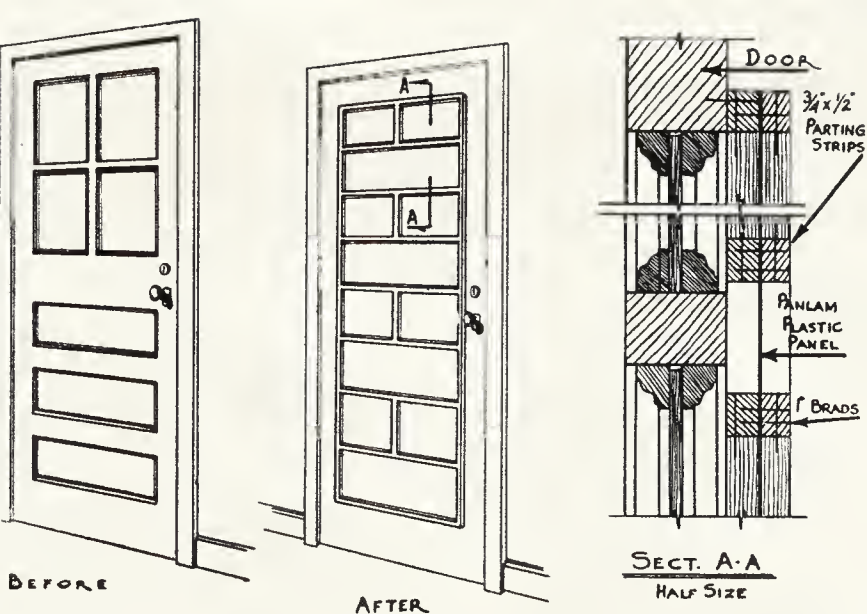 BEFORE
A
A
AFTER
DOOR
3/4" x 1/2"
PARTING
STRIPS
PANLAM
PLASTIC
PANEL
1" BRADS
SECT. A-A
HALF SIZE